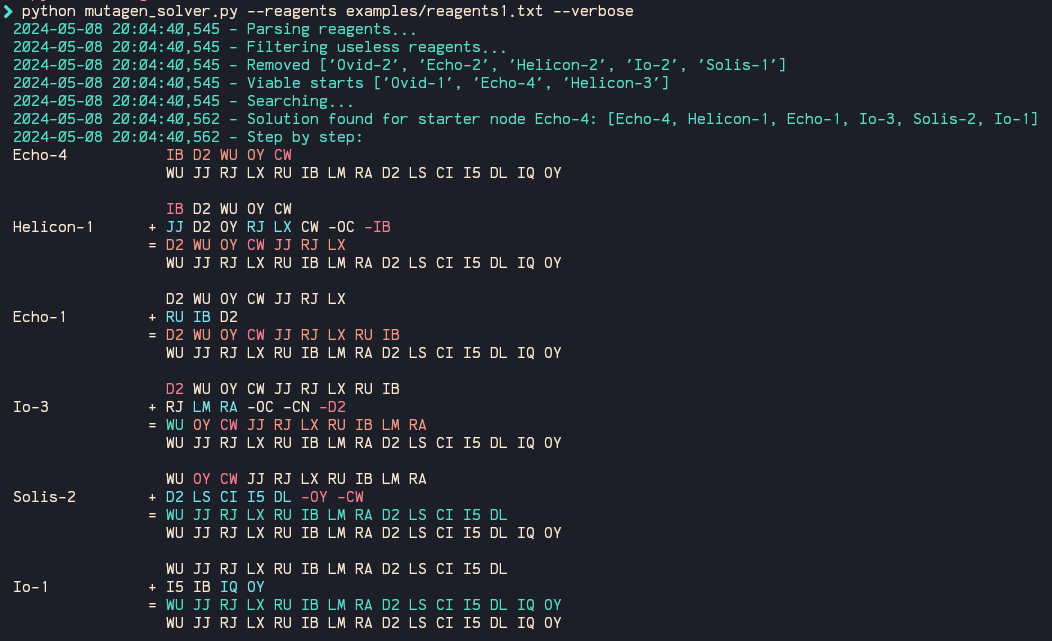 ❯ python mutagen_solver.py --reagents examples/reagents1.txt --verbose
2024-05-08 20:04:40,545 - Parsing reagents...
2024-05-08 20:04:40,545 - Filtering useless reagents...
2024-05-08 20:04:40,545 - Removed ['Ovid-2', 'Echo-2', 'Helicon-2', 'Io-2', 'Solis-1']
2024-05-08 20:04:40,545 - Viable starts ['Ovid-1', 'Echo-4', 'Helicon-3']
2024-05-08 20:04:40,545 - Searching...
2024-05-08 20:04:40,562 - Solution found for starter node Echo-4: [Echo-4, Helicon-1, Echo-1, Io-3, Solis-2, Io-1]
2024-05-08 20:04:40,562 - Step by step:
Echo-4 IB D2 WU OY CW
WU JJ RJ LX RU IB LM RA D2 LS CI I5 DL IQ OY
IB D2 WU OY CW
Helicon-1 + JJ D2 OY RJ LX CW -OC -IB
= D2 WU OY CW JJ RJ LX
WU JJ RJ LX RU IB LM RA D2 LS CI I5 DL IQ OY
D2 WU OY CW JJ RJ LX
Echo-1 + RU IB D2
= D2 WU OY CW JJ RJ LX RU IB
WU JJ RJ LX RU IB LM RA D2 LS CI I5 DL IQ OY
D2 WU OY CW JJ RJ LX RU IB
Io-3 + RJ LM RA -OC -CN -D2
= WU OY CW JJ RJ LX RU IB LM RA
WU JJ RJ LX RU IB LM RA D2 LS CI I5 DL IQ OY
WU OY CW JJ RJ LX RU IB LM RA
Solis-2 + D2 LS CI I5 DL -OY -CW
= WU JJ RJ LX RU IB LM RA D2 LS CI I5 DL
WU JJ RJ LX RU IB LM RA D2 LS CI I5 DL IQ OY
WU JJ RJ LX RU IB LM RA D2 LS CI I5 DL
Io-1 + I5 IB IQ OY
= WU JJ RJ LX RU IB LM RA D2 LS CI I5 DL IQ OY
WU JJ RJ LX RU IB LM RA D2 LS CI I5 DL IQ OY